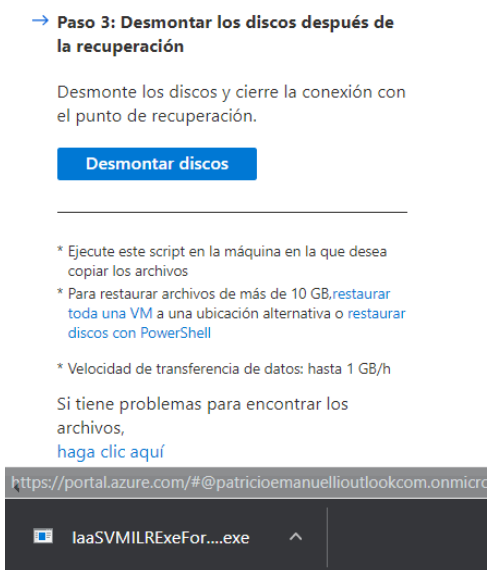 Paso 3: Desmontar los discos después de
la recuperación
Desmonte los discos y cierre la conexión con
el punto de recuperación.
Desmontar discos
* Ejecute este script en la máquina en la que desea
copiar los archivos
* Para restaurar archivos de más de 10 GB,restaurar
toda una VM a una ubicación alternativa o restaurar
discos con PowerShell
* Velocidad de transferencia de datos: hasta 1 GB/h
Si tiene problemas para encontrar los
archivos,
haga clic aquí
https://portal.azure.com/#@patricioemanuellioutlookcom.onmicro
IaaSVMILRExeFor....exe